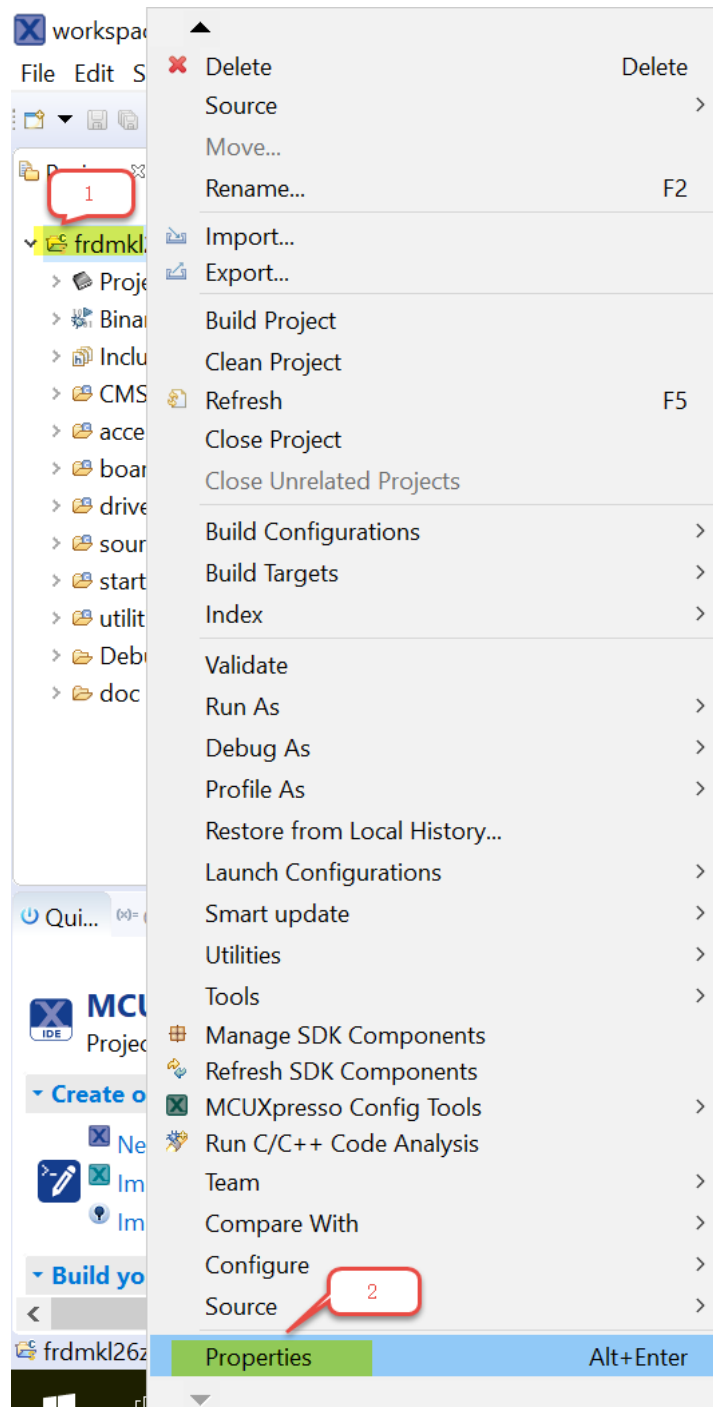 workspa
File Edit S
1
frdmkl
Proje
Bina
Inclu
CMS
acce
boar
drive
sour
start
utilit
Deb
doc
Qui...
(x)=
MCU
IDE
Projec
Create o
Ne
Im
Im
Build yo
frdmkl26z
Delete Delete
Source
Move...
Rename... F2
Import...
Export...
Build Project
Clean Project
Refresh F5
Close Project
Close Unrelated Projects
Build Configurations
Build Targets
Index
Validate
Run As
Debug As
Profile As
Restore from Local History...
Launch Configurations
Smart update
Utilities
Tools
Manage SDK Components
Refresh SDK Components
MCUXpresso Config Tools
Run C/C++ Code Analysis
Team
Compare With
Configure
2
Source
Properties Alt+Enter